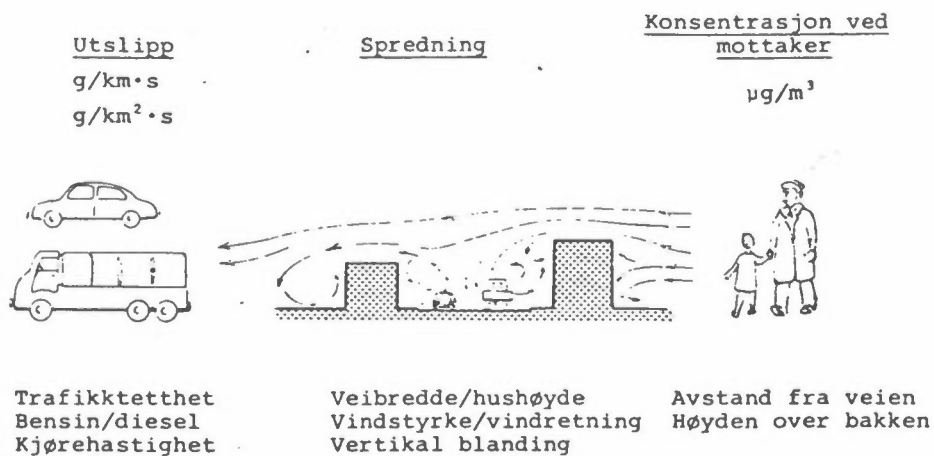 Utslipp
g/km·s
g/km²·s
Spredning
Konsentrasjon ved
mottaker
µg/m³
Trafikktetthet
Bensin/diesel
Kjørehastighet
Veibredde/hushøyde
Vindstyrke/vindretning
Vertikal blanding
Avstand fra veien
Høyden over bakken